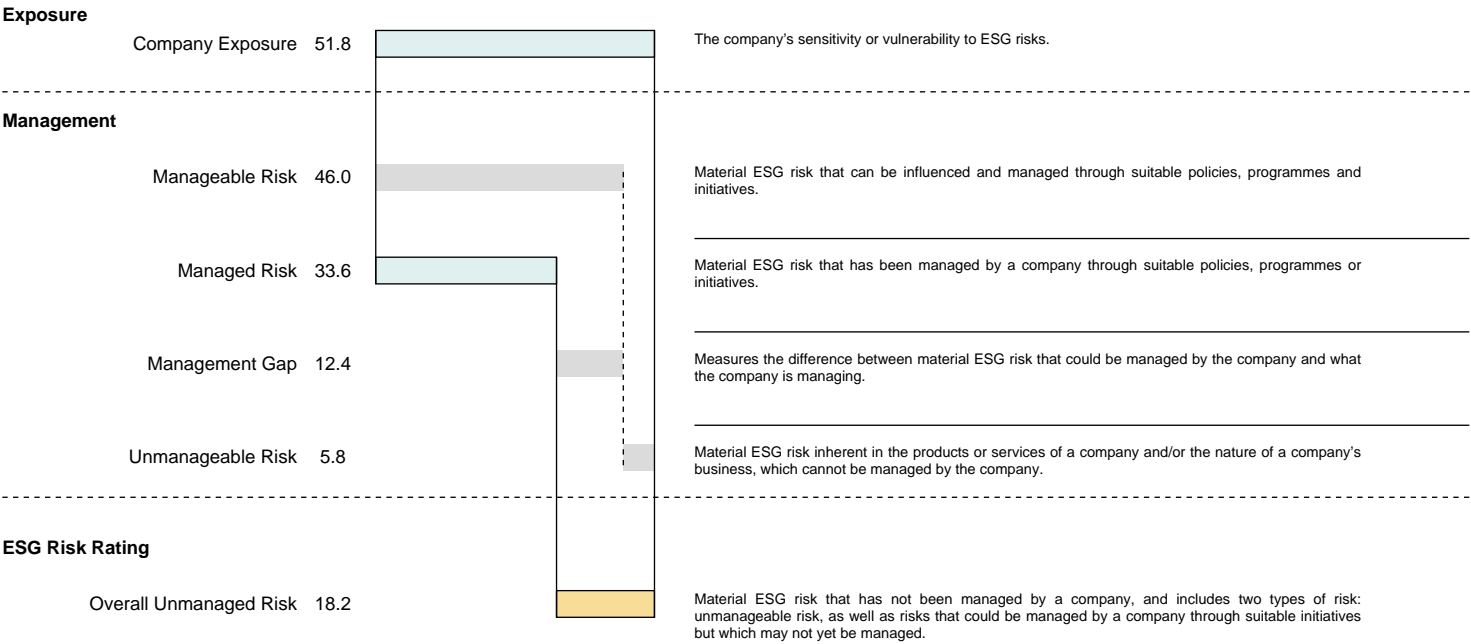 Exposure
Company Exposure 51.8
The company’s sensitivity or vulnerability to ESG risks.
Management
Manageable Risk 46.0
Material ESG risk that can be influenced and managed through suitable policies, programmes and
initiatives.
Managed Risk 33.6
Material ESG risk that has been managed by a company through suitable policies, programmes or
initiatives.
Management Gap 12.4
Measures the difference between material ESG risk that could be managed by the company and what
the company is managing.
Unmanageable Risk 5.8
Material ESG risk inherent in the products or services of a company and/or the nature of a company’s
business, which cannot be managed by the company.
ESG Risk Rating
Overall Unmanaged Risk 18.2
Material ESG risk that has not been managed by a company, and includes two types of risk:
unmanageable risk, as well as risks that could be managed by a company through suitable initiatives
but which may not yet be managed.